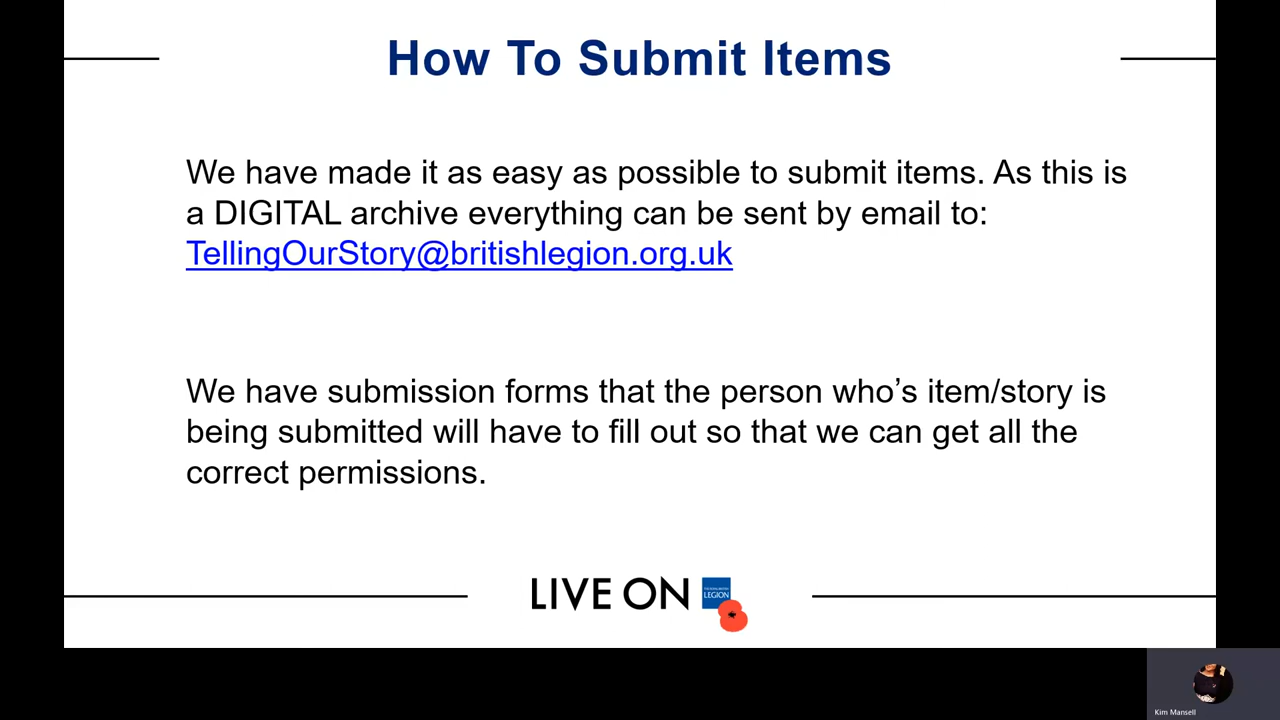 How To Submit Items
We have made it as easy as possible to submit items. As this is
a DIGITAL archive everything can be sent by email to:
TellingOurStory@britishlegion.org.uk
We have submission forms that the person who’s item/story is
being submitted will have to fill out so that we can get all the
correct permissions.
LIVE ON
LEGION
Kim Mansell